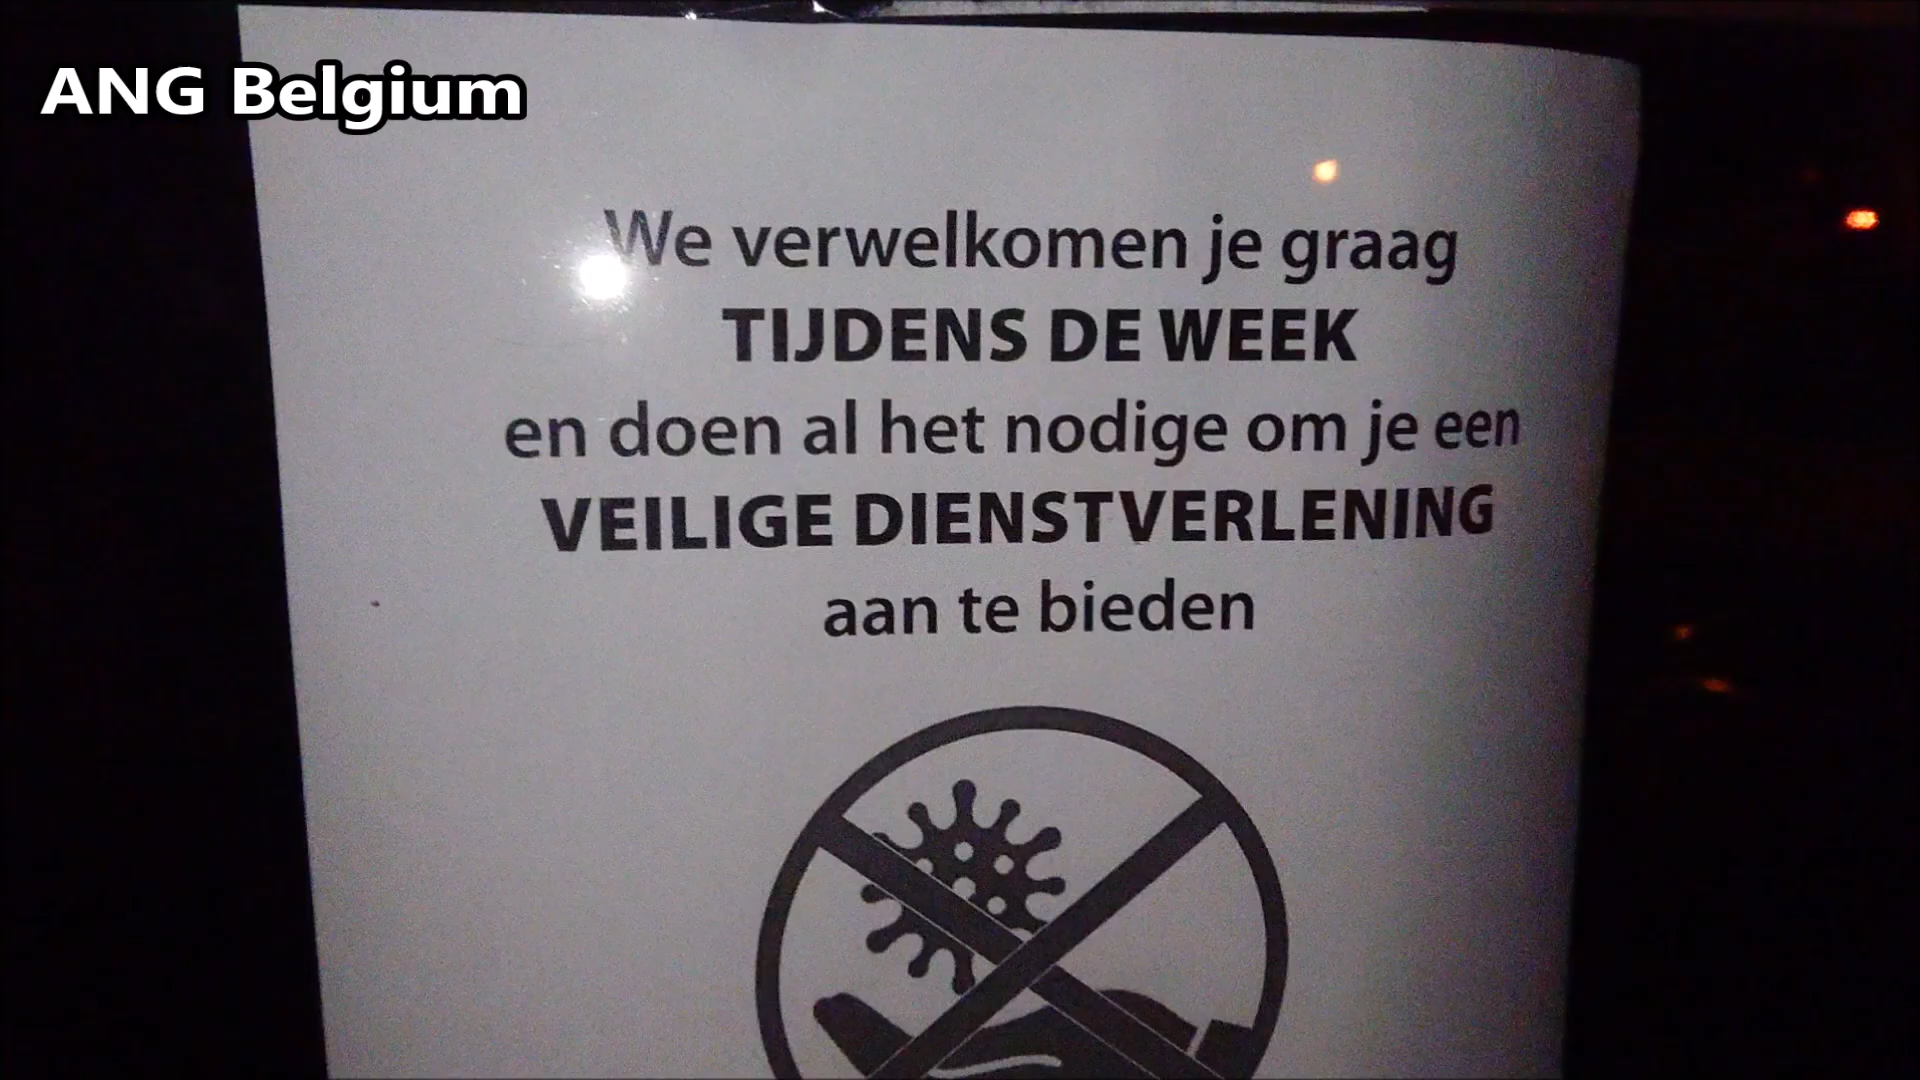 ANG Belgium
We verwelkomen je graag
TIJDENS DE WEEK
en doen al het nodige om je een
VEILIGE DIENSTVERLENING
aan te bieden